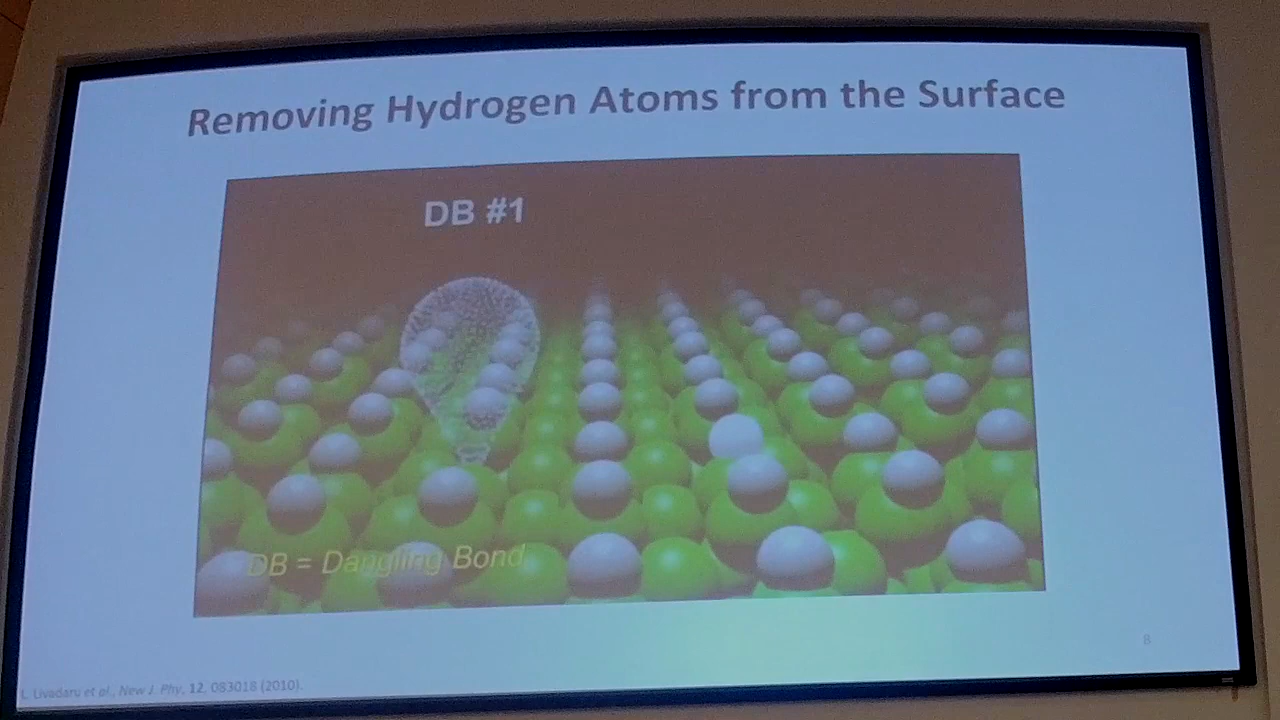 Removing Hydrogen Atoms from the Surface
DB #1
DB = Dangling Bond
8
L. Livadaru et al., New J. Phy, 12, 083018 (2010).